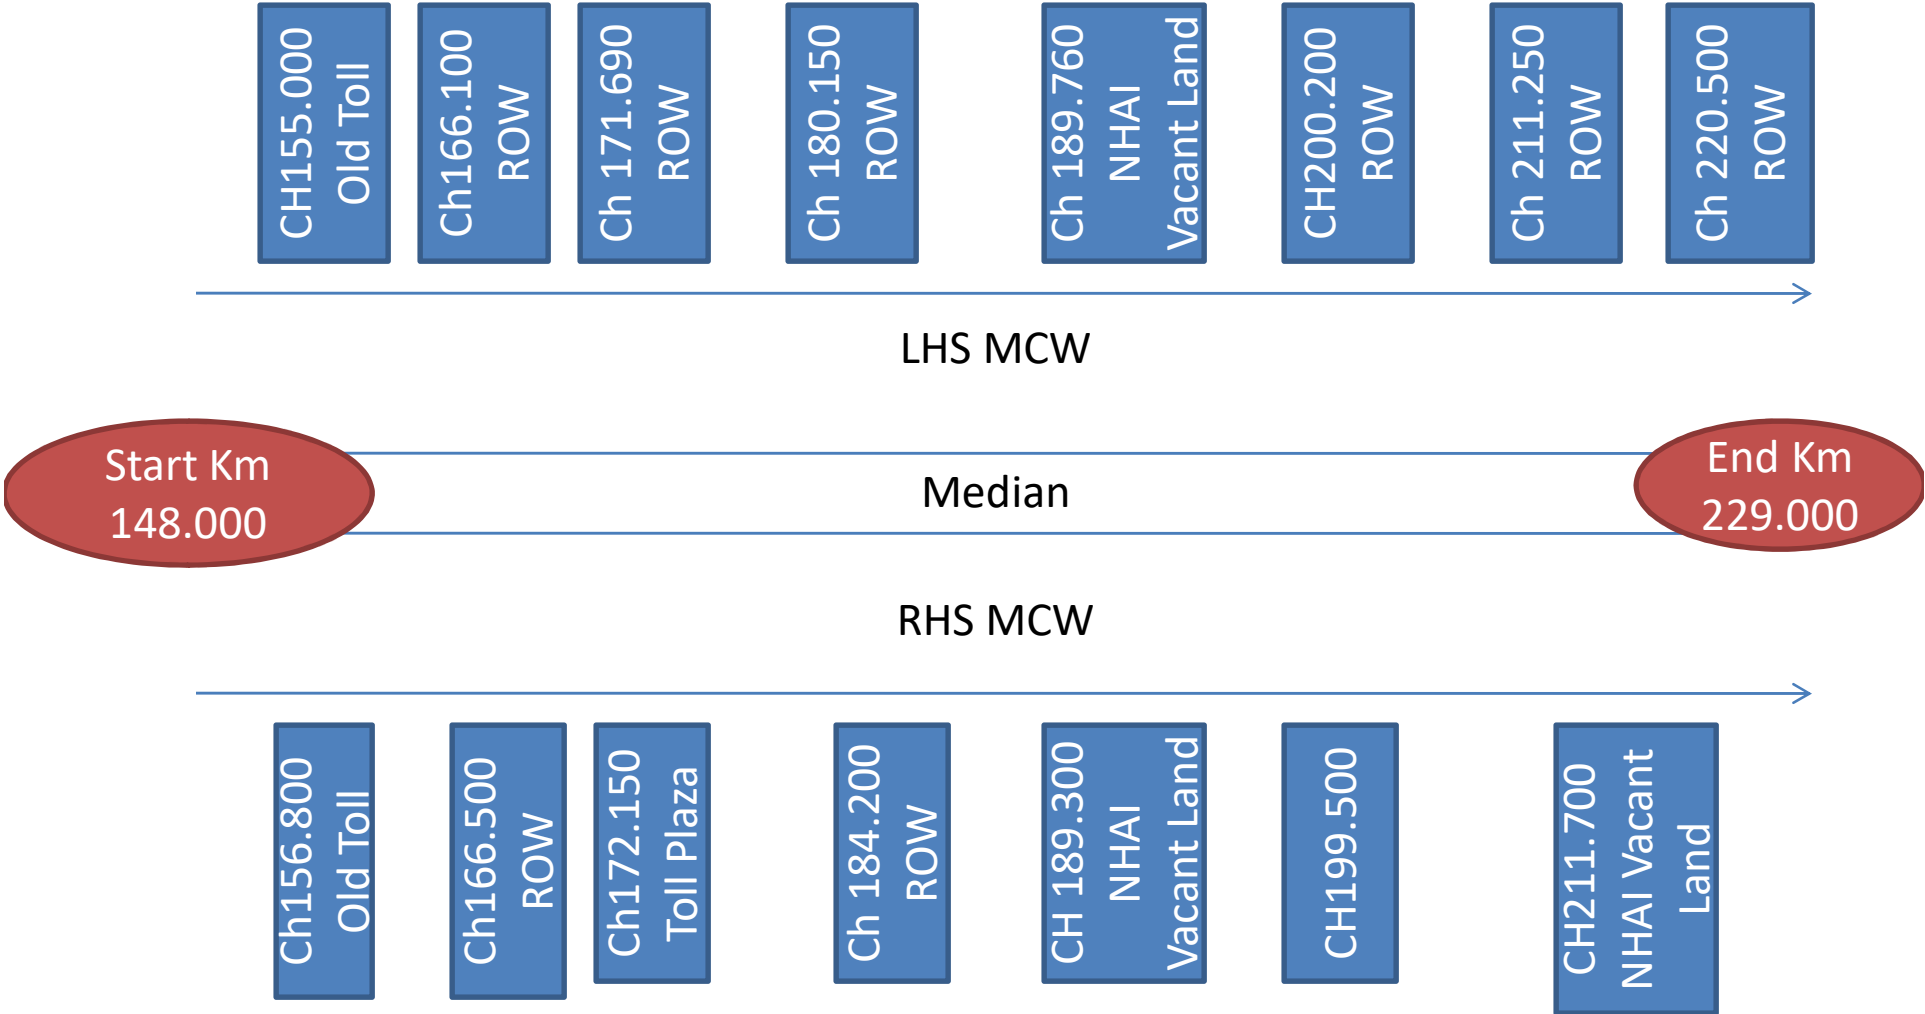 CH155.000
Old Toll
Ch166.100
ROW
Ch 171.690
ROW
Ch 180.150
ROW
Ch 189.760
NHAI
Vacant Land
CH200.200
ROW
Ch 211.250
ROW
Ch 220.500
ROW
LHS MCW
Start Km
148.000
Median
End Km
229.000
RHS MCW
Ch156.800
Old Toll
Ch166.500
ROW
Ch172.150
Toll Plaza
Ch 184.200
ROW
CH 189.300
NHAI
Vacant Land
CH199.500
CH211.700
NHAI Vacant
Land